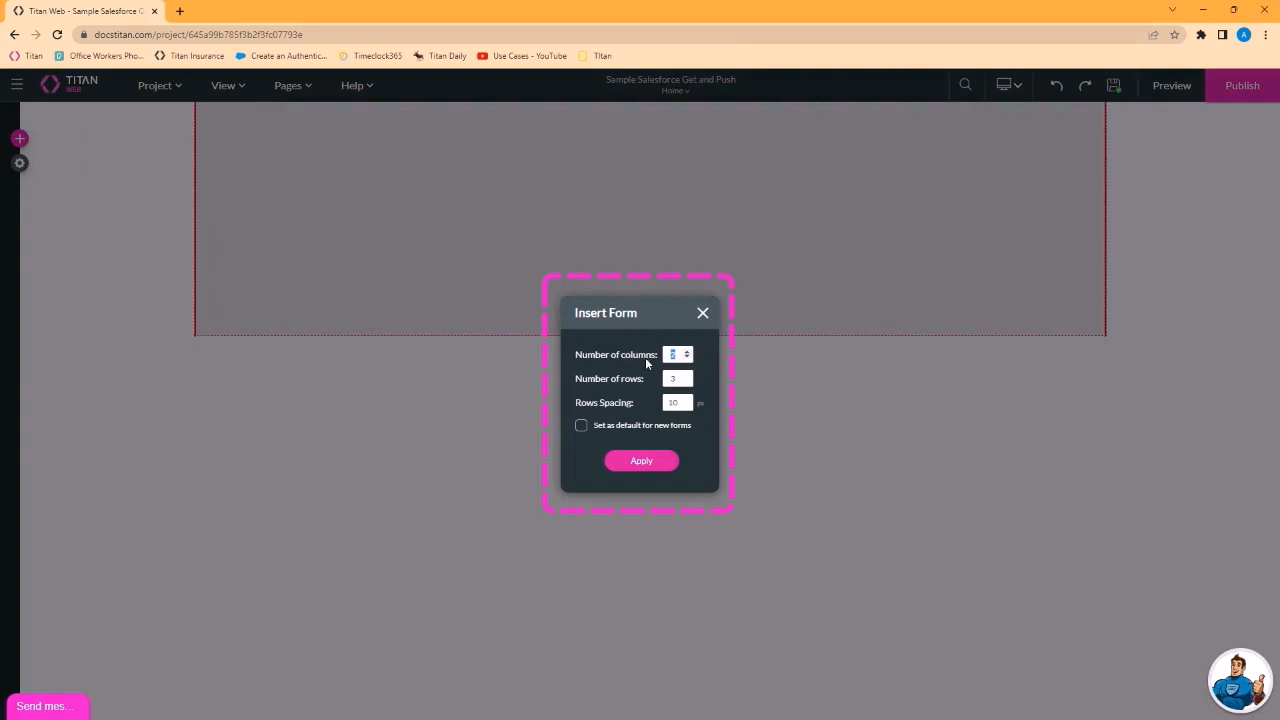 Titan Web - Sample Salesforce G
docstitan.com/project/645a99b785f3b2f3fc07793e
Titan
Office Workers Pho...
Titan Insurance
Create an Authentic...
Timeclock365
Titan Daily
Use Cases - YouTube
TItan
A
TITAN
WEB
Project
View
Pages
Help
Sample Salesforce Get and Push
Home
Preview
Publish
Insert Form
Number of columns: 2
Number of rows: 3
Rows Spacing: 10 px
Set as default for new forms
Apply
Send mes...